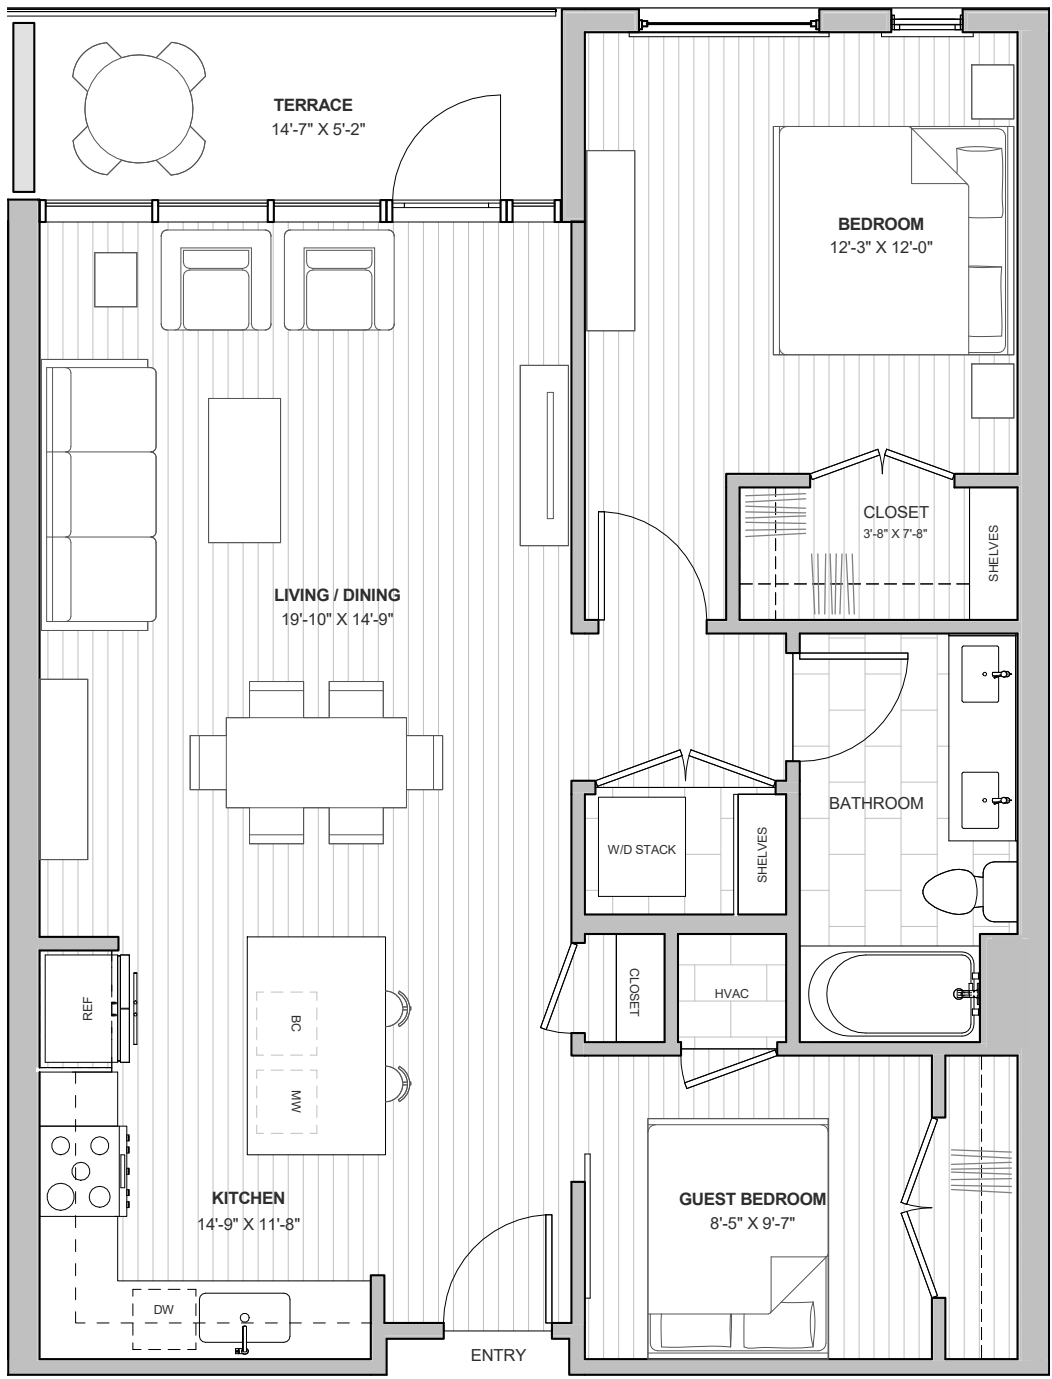 TERRACE
14'-7" X 5'-2"
BEDROOM
12'-3" X 12'-0"
CLOSET
3'-8" X 7'-8"
SHELVES
LIVING / DINING
19'-10" X 14'-9"
BATHROOM
W/D STACK
SHELVES
REF
BC
CLOSET
HVAC
MW
KITCHEN
14'-9" X 11'-8"
GUEST BEDROOM
8'-5" X 9'-7"
DW
ENTRY